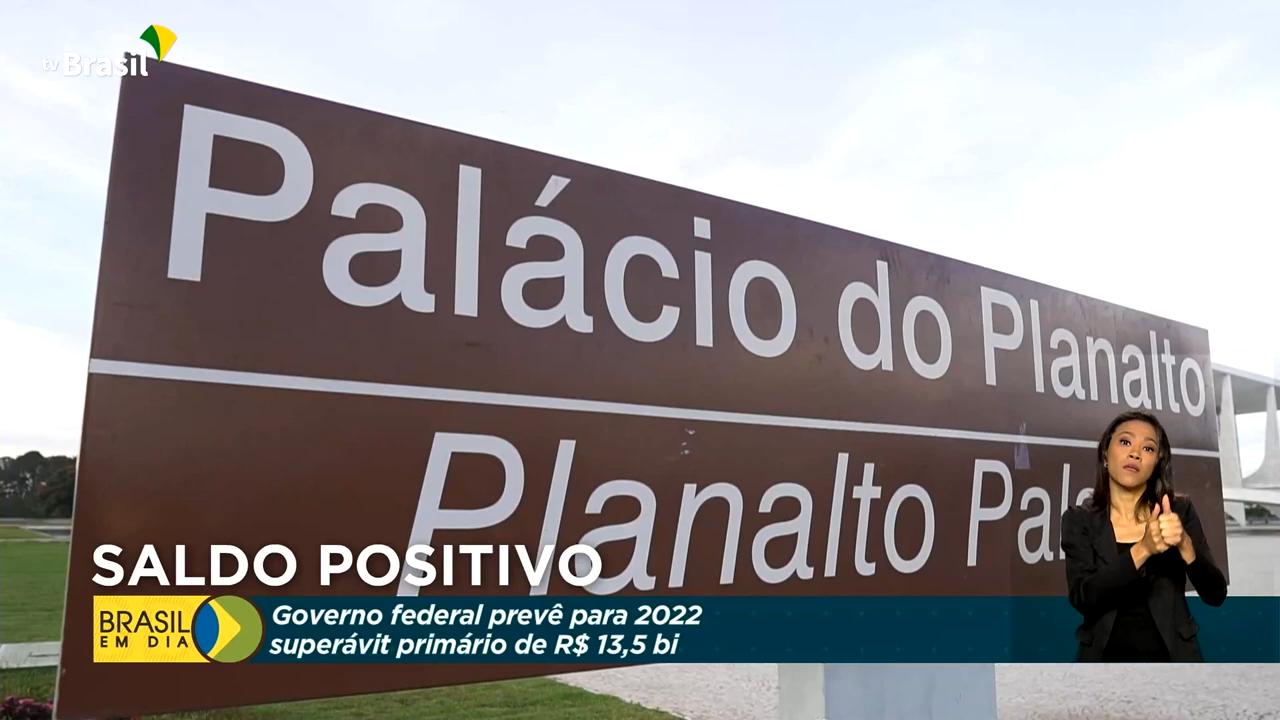 tv Brasil
Palácio do Planalto
Planalto
SALDO POSITIVO
BRASIL
EM DIA
Governo federal prevê para 2022
superávit primário de R$ 13,5 bi